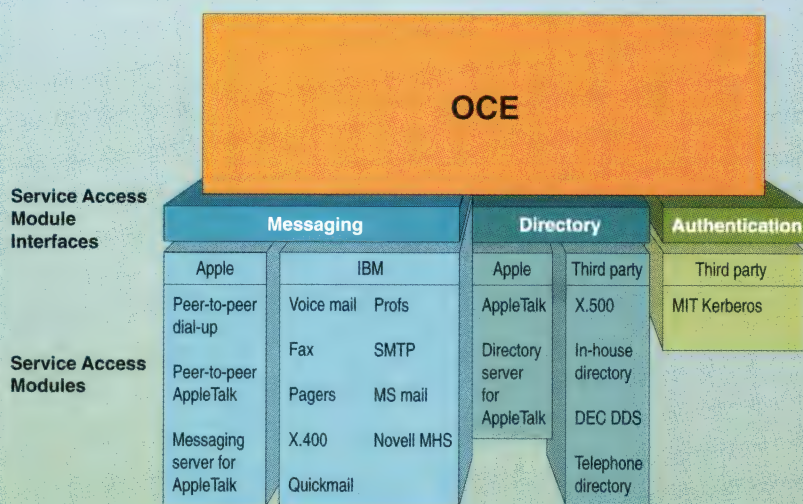 OCE
Service Access
Module
Interfaces
Messaging
Directory
Authentication
Service Access
Modules
Apple
Peer-to-peer
dial-up
Peer-to-peer
AppleTalk
Messaging
server for
AppleTalk
IBM
Voice mail
Fax
Pagers
X.400
Quickmail
Profs
SMTP
MS mail
Novell MHS
Apple
AppleTalk
Directory
server
for
AppleTalk
Third party
X.500
In-house
directory
DEC DDS
Telephone
directory
Third party
MIT Kerberos